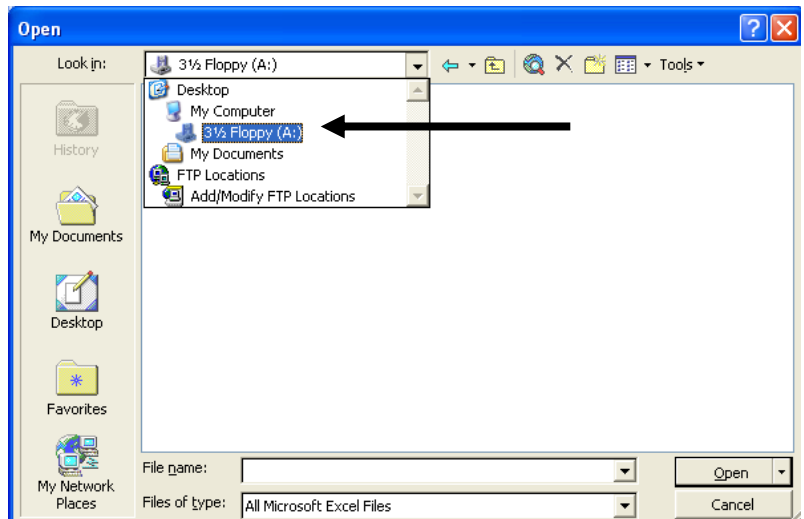 Open
Look in:
3½ Floppy (A:)
Tools
Desktop
My Computer
3½ Floppy (A:)
My Documents
FTP Locations
Add/Modify FTP Locations
History
My Documents
Desktop
Favorites
My Network
Places
File name:
Open
Files of type:
All Microsoft Excel Files
Cancel